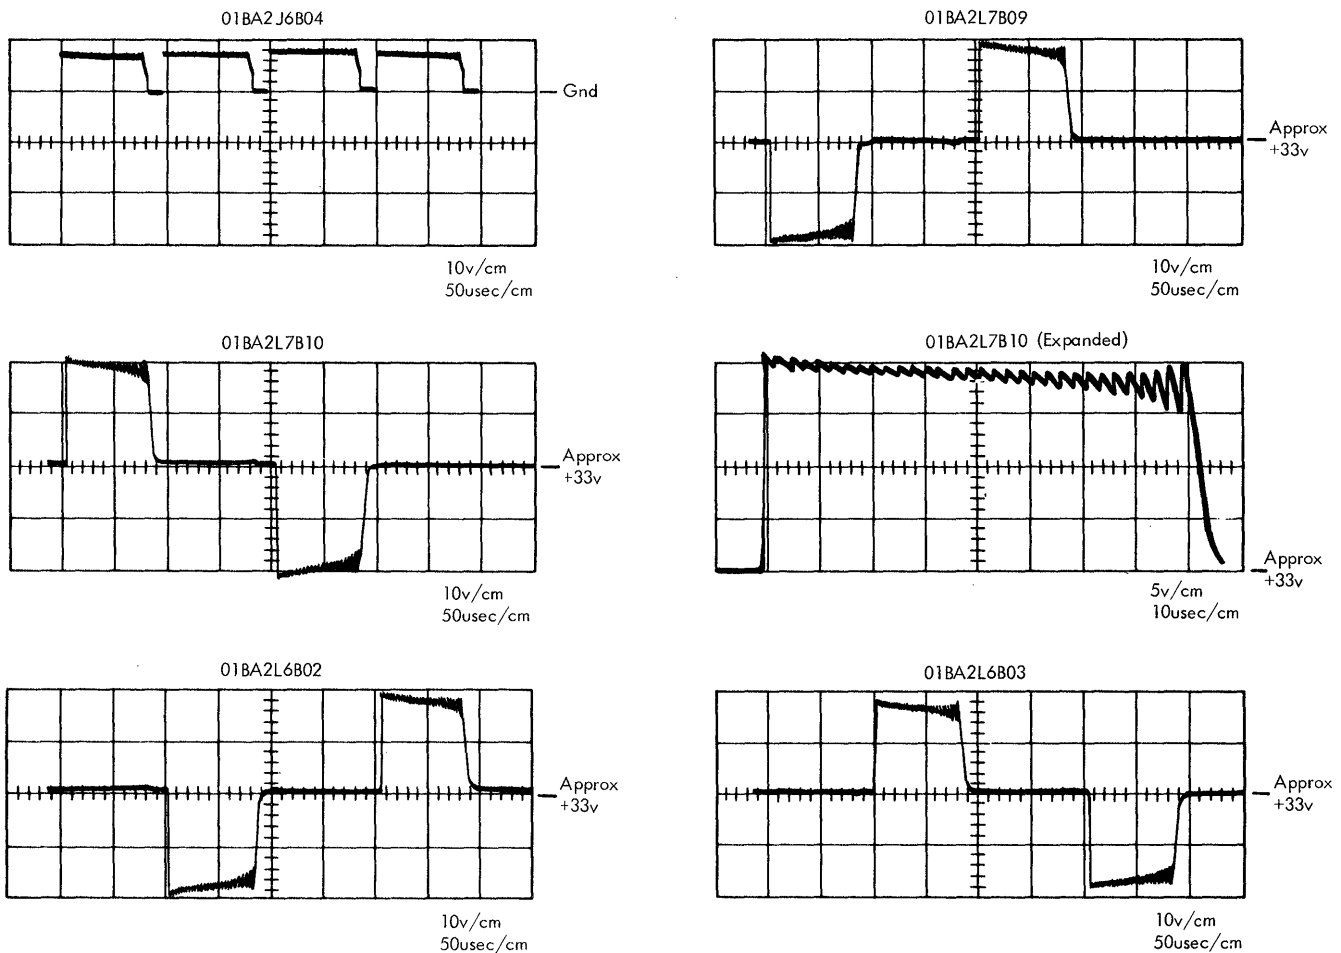 01BA2J6B04
Gnd
10v/cm
50usec/cm
01BA2L7B09
Approx
+33v
10v/cm
50usec/cm
01BA2L7B10
Approx
+33v
10v/cm
50usec/cm
01BA2L7B10 (Expanded)
Approx
+33v
5v/cm
10usec/cm
01BA2L6B02
Approx
+33v
10v/cm
50usec/cm
01BA2L6B03
Approx
+33v
10v/cm
50usec/cm